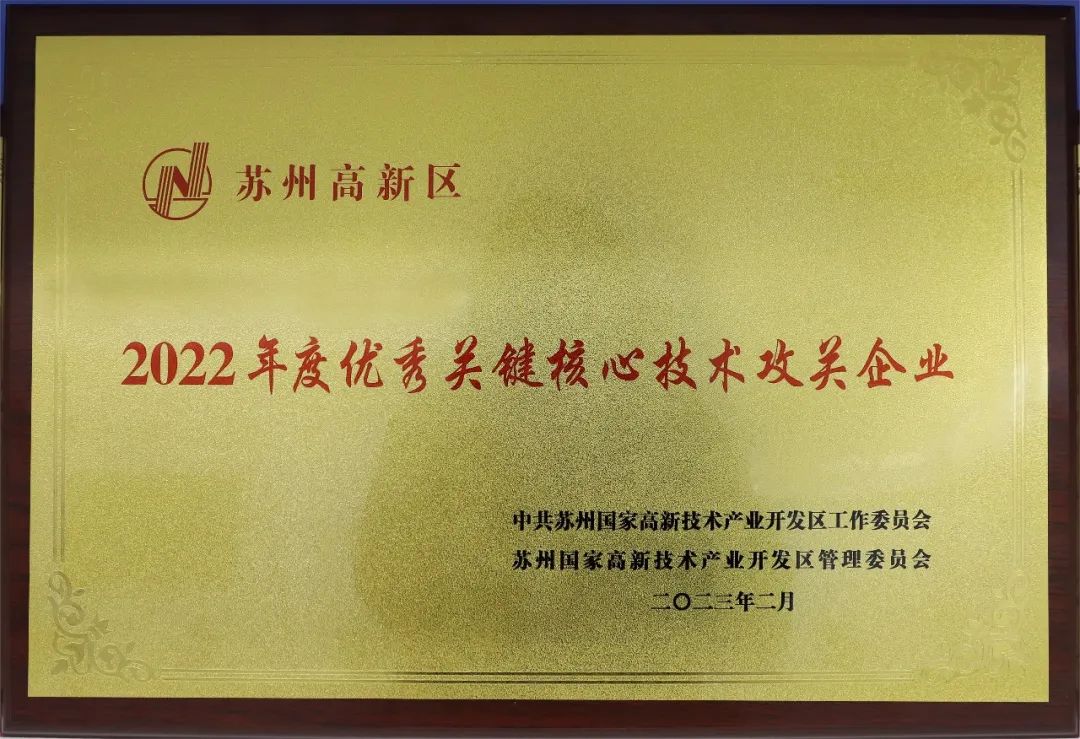 苏州高新区
2022年度优秀关键核心技术攻关企业
中共苏州国家高新技术产业开发区工作委员会
苏州国家高新技术产业开发区管理委员会
二〇二三年二月